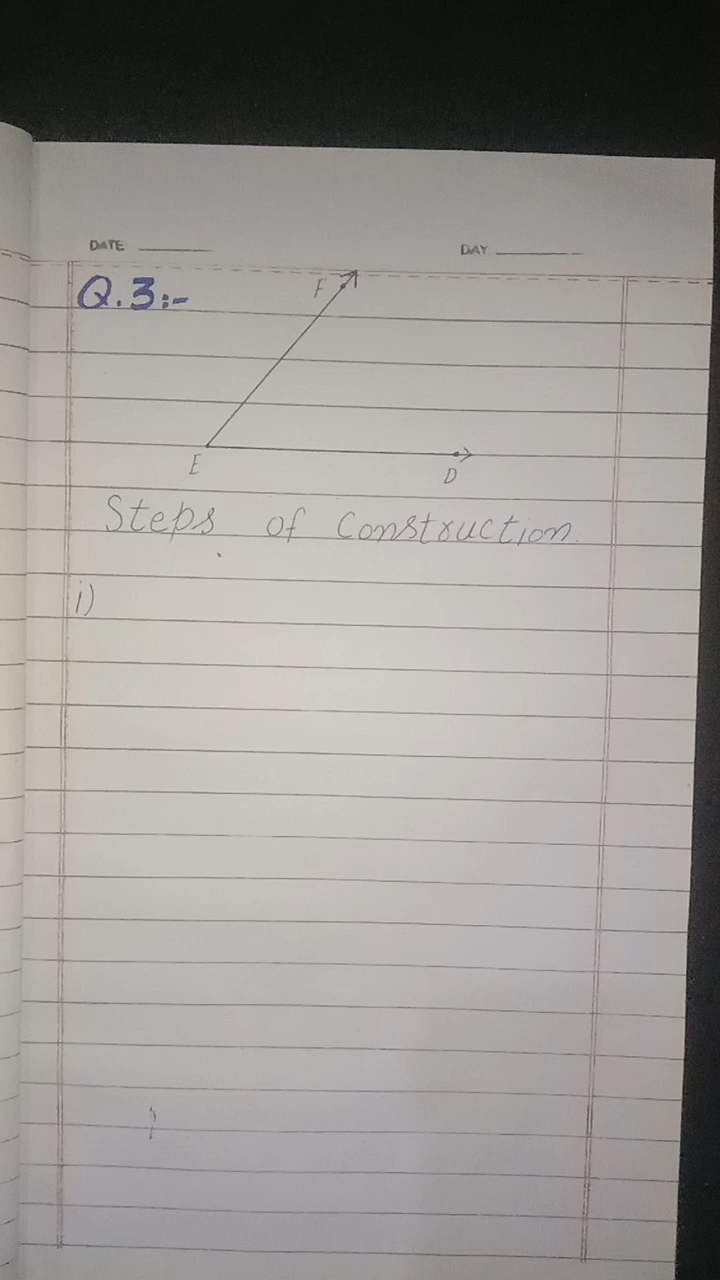 DATE DAY
Q.3:-
F
E D
Steps of Construction.
i)